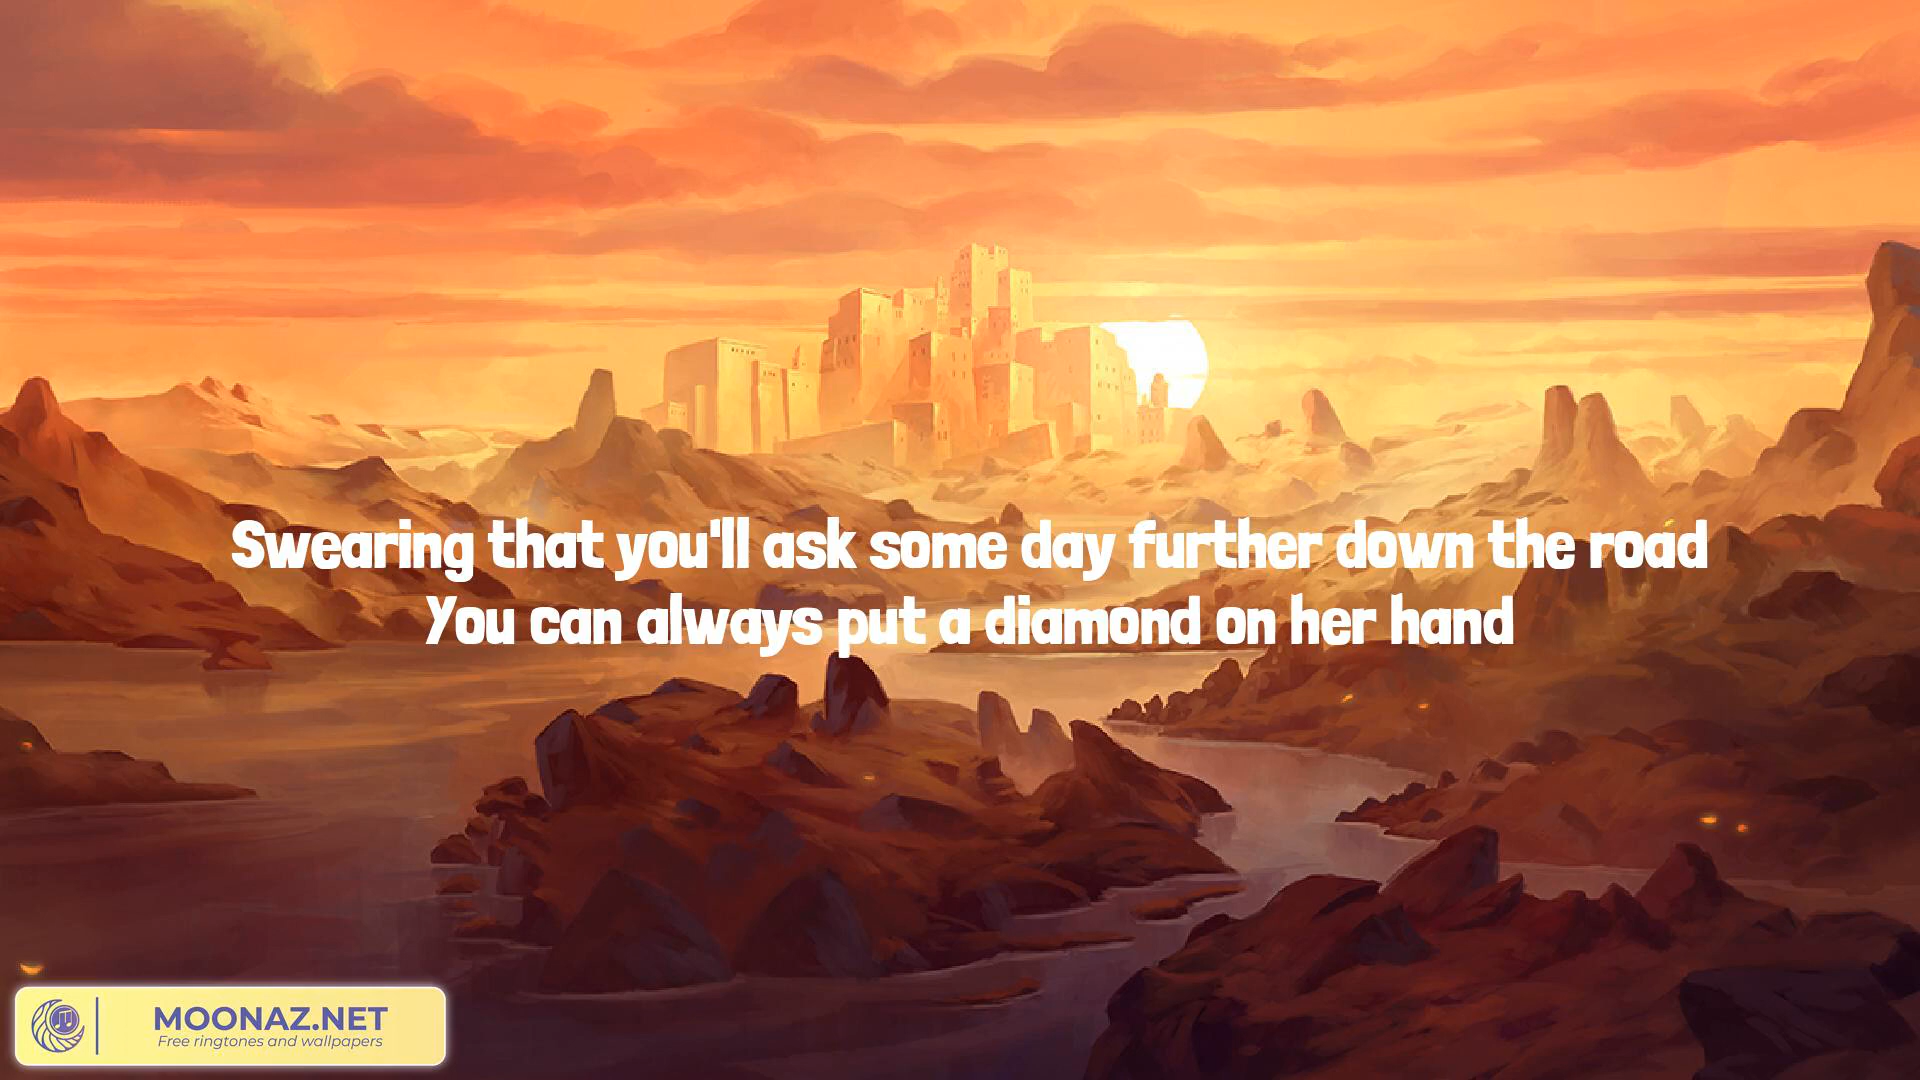 Swearing that you'll ask some day further down the road
You can always put a diamond on her hand
MOONAZ.NET
Free ringtones and wallpapers